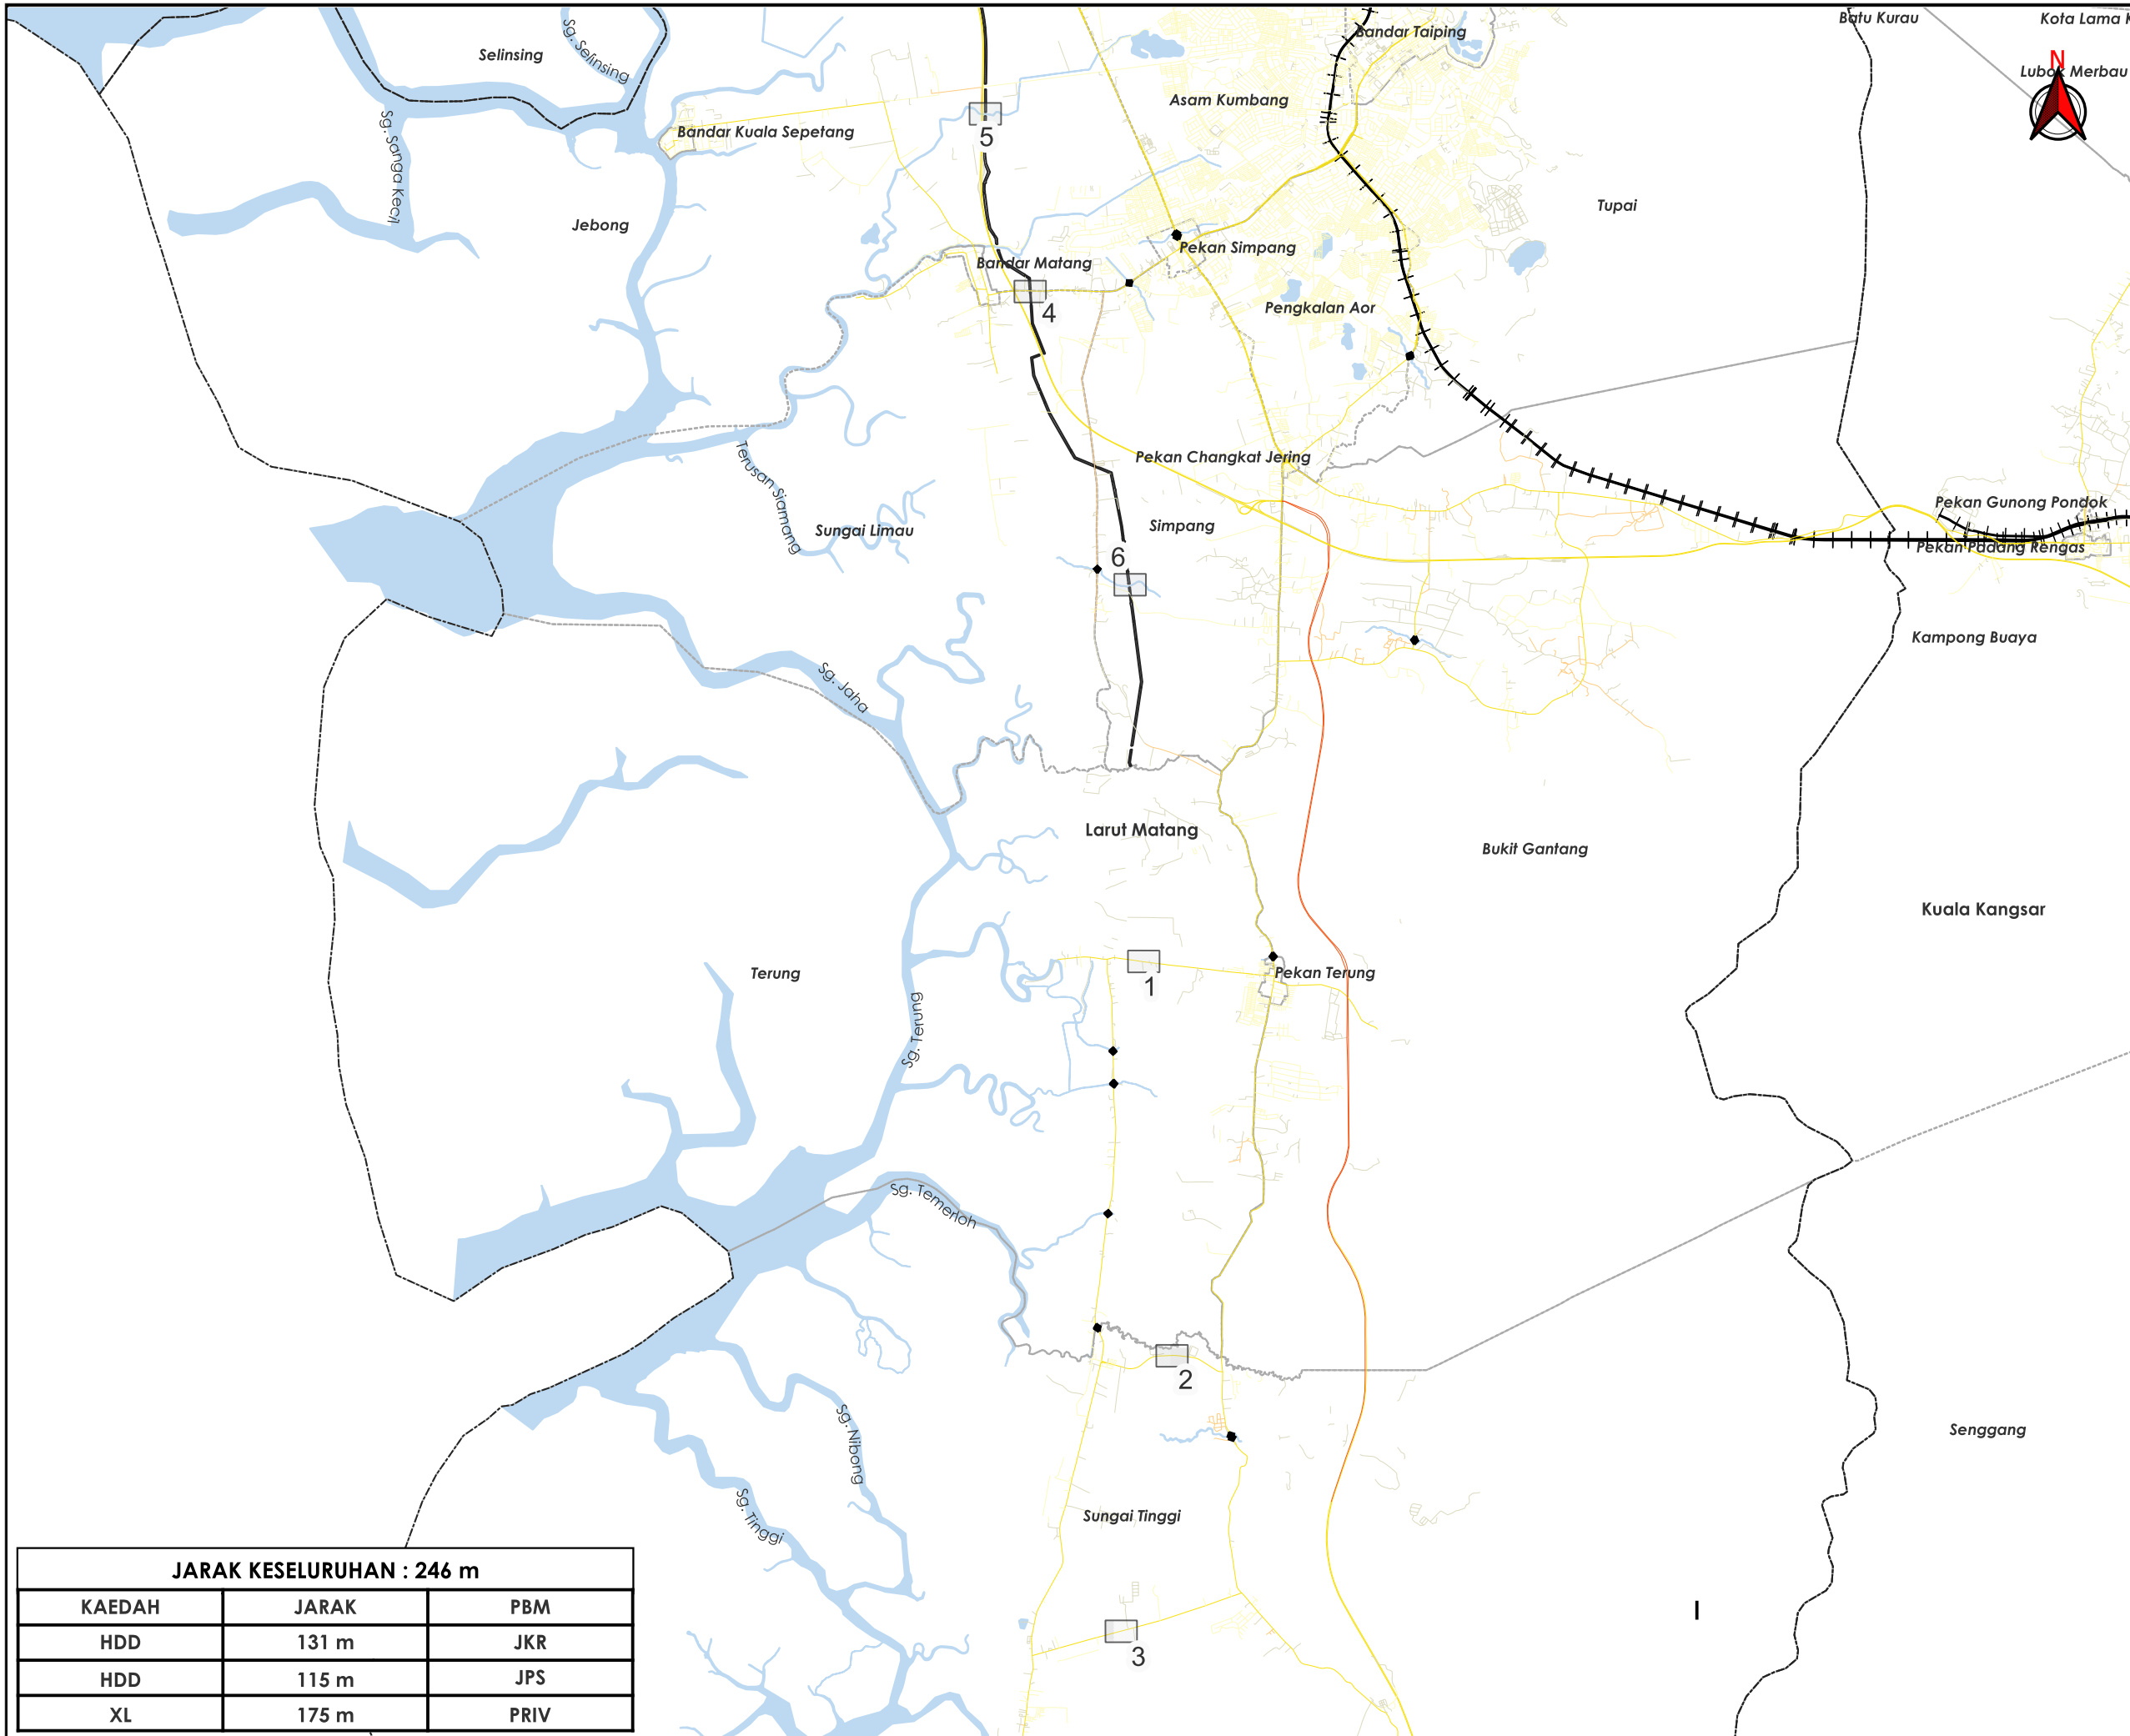 Selinsing
Sg. Selinsing
Bandar Taiping
Batu Kurau
Kota Lama
N
Lubok Merbau
Asam Kumbang
5
Bandar Kuala Sepetang
Sg. Sanga Kecil
Jebong
Tupai
Pekan Simpang
Bandar Matang
4
Pengkalan Aor
Pekan Changkat Jering
Terusan Siamang
Sungai Limau
Simpang
Pekan Gunong Pondok
Pekan Padang Rengas
6
Kampong Buaya
Sg. Jaha
Larut Matang
Bukit Gantang
Kuala Kangsar
Terung
1
Pekan Terung
Sg. Terung
Sg. Temerloh
2
Sg. Nibong
Senggang
Sg. Tinggi
Sungai Tinggi
3
JARAK KESELURUHAN : 246 m
KAEDAH JARAK PBM
HDD 131 m JKR
HDD 115 m JPS
XL 175 m PRIV